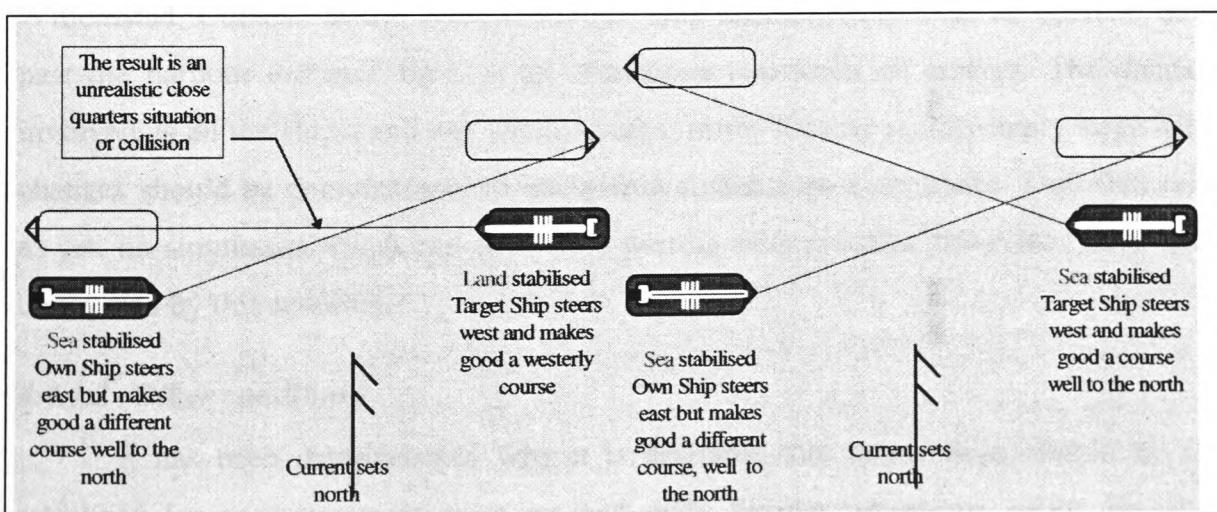 The result is an
unrealistic close
quarters situation
or collision
Sea stabilised
Own Ship steers
east but makes
good a different
course well to the
north
Current sets
north
Land stabilised
Target Ship steers
west and makes
good a westerly
course
Sea stabilised
Own Ship steers
east but makes
good a different
course, well to
the north
Current sets
north
Sea stabilised
Target Ship steers
west and makes
good a course
well to the north